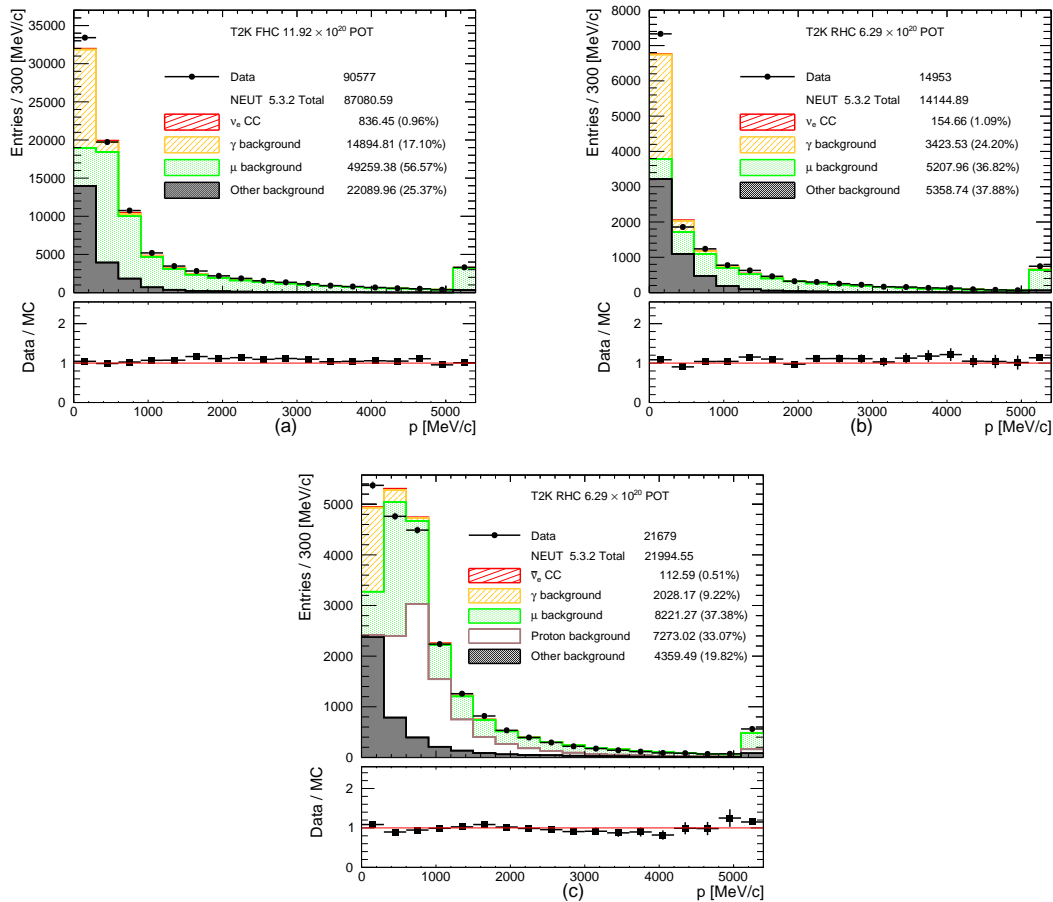 T2K FHC 11.92 × 10²⁰ POT
Entries / 300 [MeV/c]
35000
30000
25000
20000
15000
10000
5000
0
Data 90577
NEUT 5.3.2 Total 87080.59
νₑ CC 836.45 (0.96%)
γ background 14894.81 (17.10%)
μ background 49259.38 (56.57%)
Other background 22089.96 (25.37%)
Data / MC
2
1
0
0 1000 2000 3000 4000 5000
p [MeV/c]
(a)
T2K RHC 6.29 × 10²⁰ POT
Entries / 300 [MeV/c]
8000
7000
6000
5000
4000
3000
2000
1000
0
Data 14953
NEUT 5.3.2 Total 14144.89
νₑ CC 154.66 (1.09%)
γ background 3423.53 (24.20%)
μ background 5207.96 (36.82%)
Other background 5358.74 (37.88%)
Data / MC
2
1
0
0 1000 2000 3000 4000 5000
p [MeV/c]
(b)
T2K RHC 6.29 × 10²⁰ POT
Entries / 300 [MeV/c]
5000
4000
3000
2000
1000
0
Data 21679
NEUT 5.3.2 Total 21994.55
ν̅ₑ CC 112.59 (0.51%)
γ background 2028.17 (9.22%)
μ background 8221.27 (37.38%)
Proton background 7273.02 (33.07%)
Other background 4359.49 (19.82%)
Data / MC
2
1
0
0 1000 2000 3000 4000 5000
p [MeV/c]
(c)